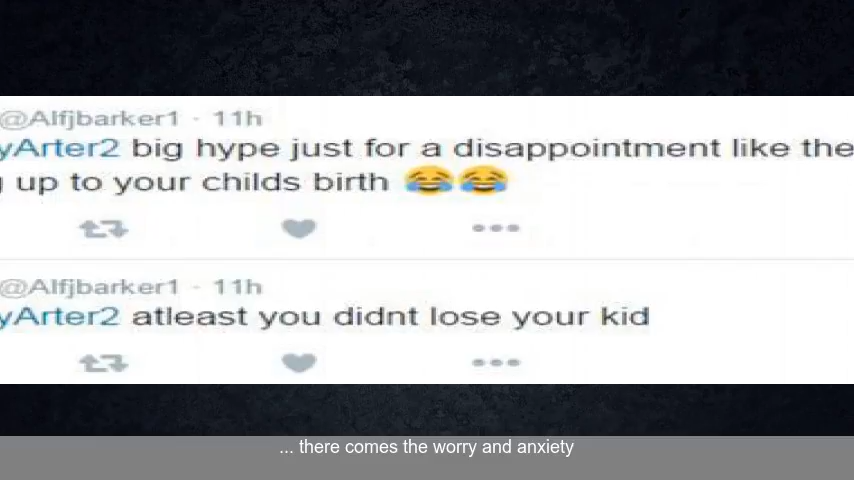 @Alfjbarker1 · 11h
yArter2 big hype just for a disappointment like the
up to your childs birth 😂😂
@Alfjbarker1 · 11h
yArter2 atleast you didnt lose your kid
... there comes the worry and anxiety